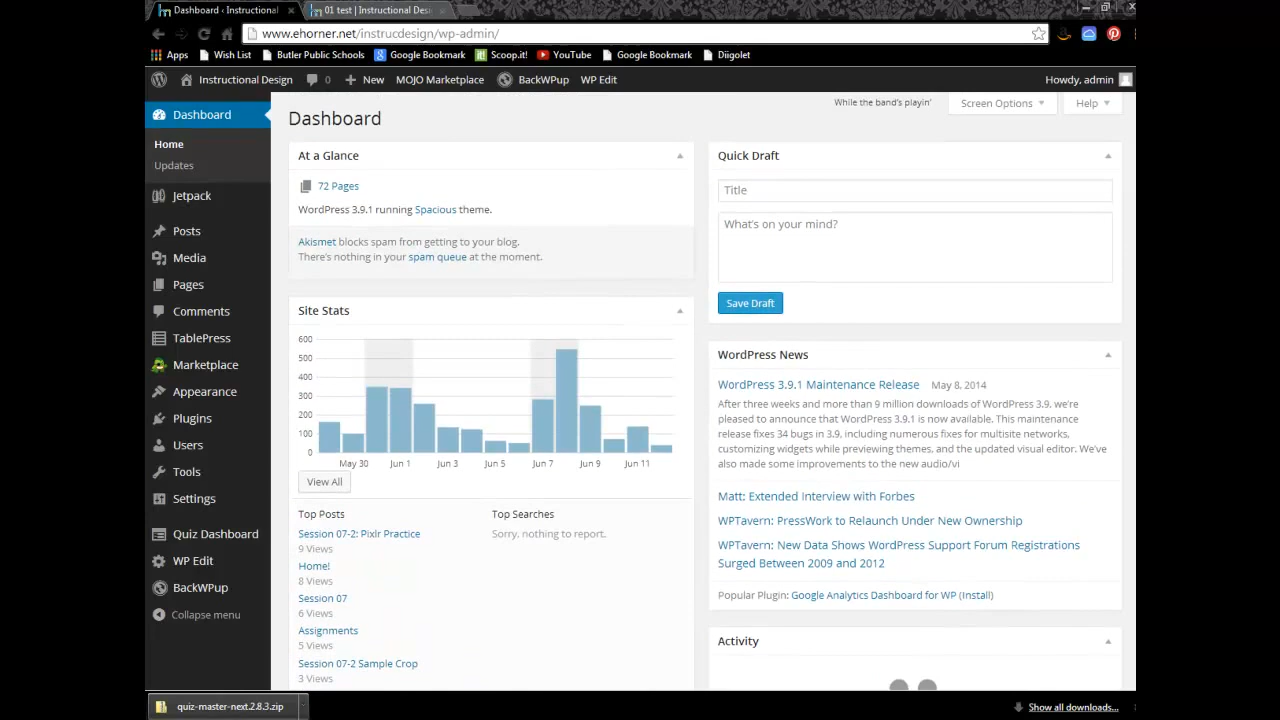 Dashboard ‹ Instructional
01 test | Instructional Desi
www.ehorner.net/instrucdesign/wp-admin/
Apps
Wish List
Butler Public Schools
Google Bookmark
Scoop.it!
YouTube
Google Bookmark
Diigolet
Instructional Design
0
New
MOJO Marketplace
BackWPup
WP Edit
Howdy, admin
Dashboard
Home
Updates
Jetpack
Posts
Media
Pages
Comments
TablePress
Marketplace
Appearance
Plugins
Users
Tools
Settings
Quiz Dashboard
WP Edit
BackWPup
Collapse menu
While the band's playin'
Screen Options
Help
Dashboard
At a Glance
72 Pages
WordPress 3.9.1 running Spacious theme.
Akismet blocks spam from getting to your blog.
There's nothing in your spam queue at the moment.
Site Stats
600
500
400
300
200
100
0
May 30
Jun 1
Jun 3
Jun 5
Jun 7
Jun 9
Jun 11
View All
Top Posts
Session 07-2: Pixlr Practice
9 Views
Home!
8 Views
Session 07
6 Views
Assignments
5 Views
Session 07-2 Sample Crop
3 Views
Top Searches
Sorry, nothing to report.
Quick Draft
Title
What's on your mind?
Save Draft
WordPress News
WordPress 3.9.1 Maintenance Release May 8, 2014
After three weeks and more than 9 million downloads of WordPress 3.9, we're
pleased to announce that WordPress 3.9.1 is now available. This maintenance
release fixes 34 bugs in 3.9, including numerous fixes for multisite networks,
customizing widgets while previewing themes, and the updated visual editor. We've
also made some improvements to the new audio/vi
Matt: Extended Interview with Forbes
WPTavern: PressWork to Relaunch Under New Ownership
WPTavern: New Data Shows WordPress Support Forum Registrations
Surged Between 2009 and 2012
Popular Plugin: Google Analytics Dashboard for WP (Install)
Activity
quiz-master-next.2.8.3.zip
Show all downloads...